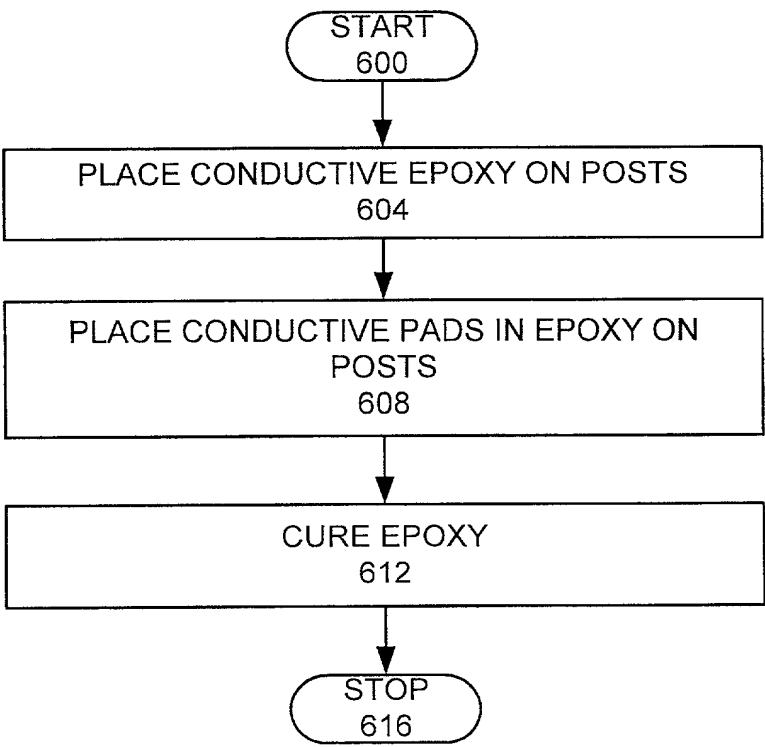 START
600
PLACE CONDUCTIVE EPOXY ON POSTS
604
PLACE CONDUCTIVE PADS IN EPOXY ON
POSTS
608
CURE EPOXY
612
STOP
616